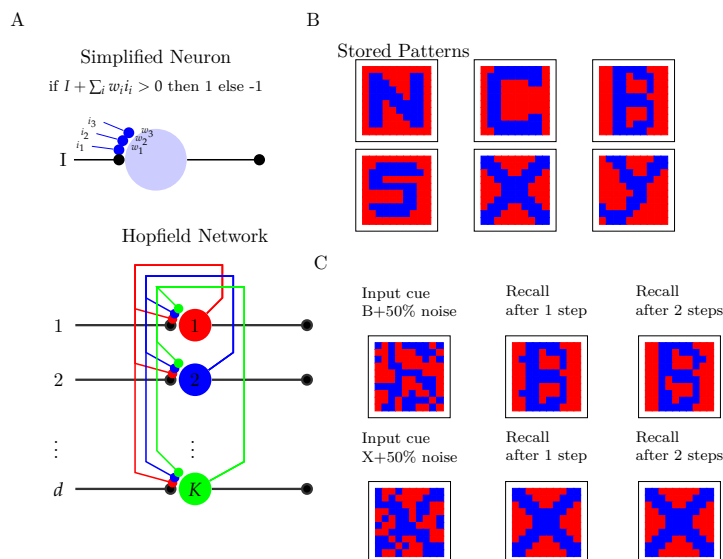 A
Simplified Neuron
if I + ∑ᵢ wᵢiᵢ > 0 then 1 else -1
i₃
i₂
i₁
w₃
w₂
w₁
I
Hopfield Network
1
1
2
2
⋮
⋮
d
K
B
Stored Patterns
N C B
S X Y
C
Input cue
B+50% noise
Recall
after 1 step
Recall
after 2 steps
Input cue
X+50% noise
Recall
after 1 step
Recall
after 2 steps